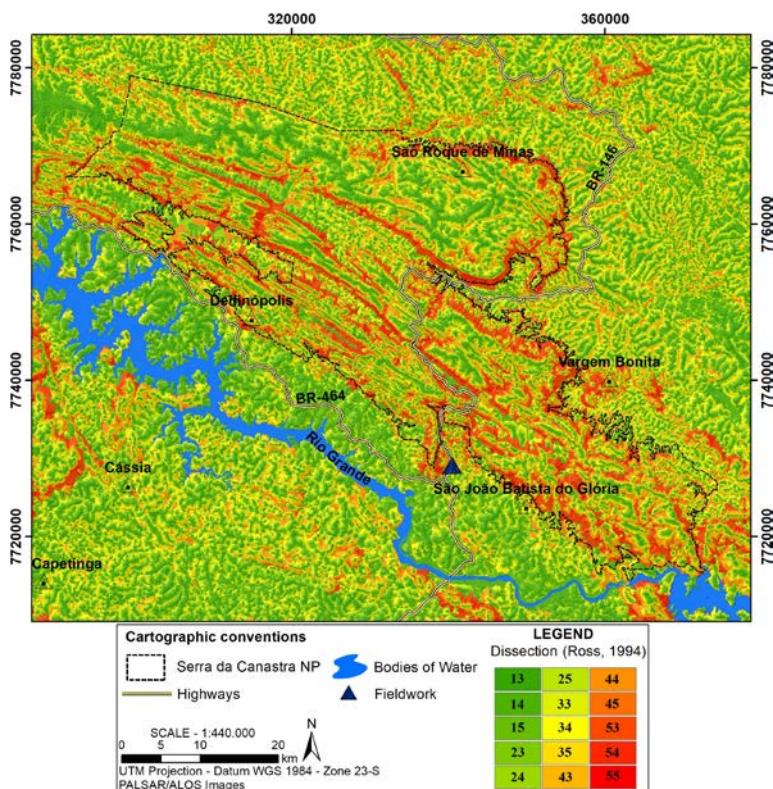 320000 360000
7780000 7780000
São Roque de Minas
BR-146
7760000 7760000
Delfinópolis
Vargem Bonita
7740000 7740000
BR-464
Rio Grande
Cássia
São João Batista do Glória
7720000 7720000
Capetinga
Cartographic conventions
Serra da Canastra NP
Bodies of Water
Highways
Fieldwork
SCALE - 1:440.000
N
0 5 10 20
km
UTM Projection - Datum WGS 1984 - Zone 23-S
PALSAR/ALOS Images
LEGEND
Dissection (Ross, 1994)
13 25 44
14 33 45
15 34 53
23 35 54
24 43 55